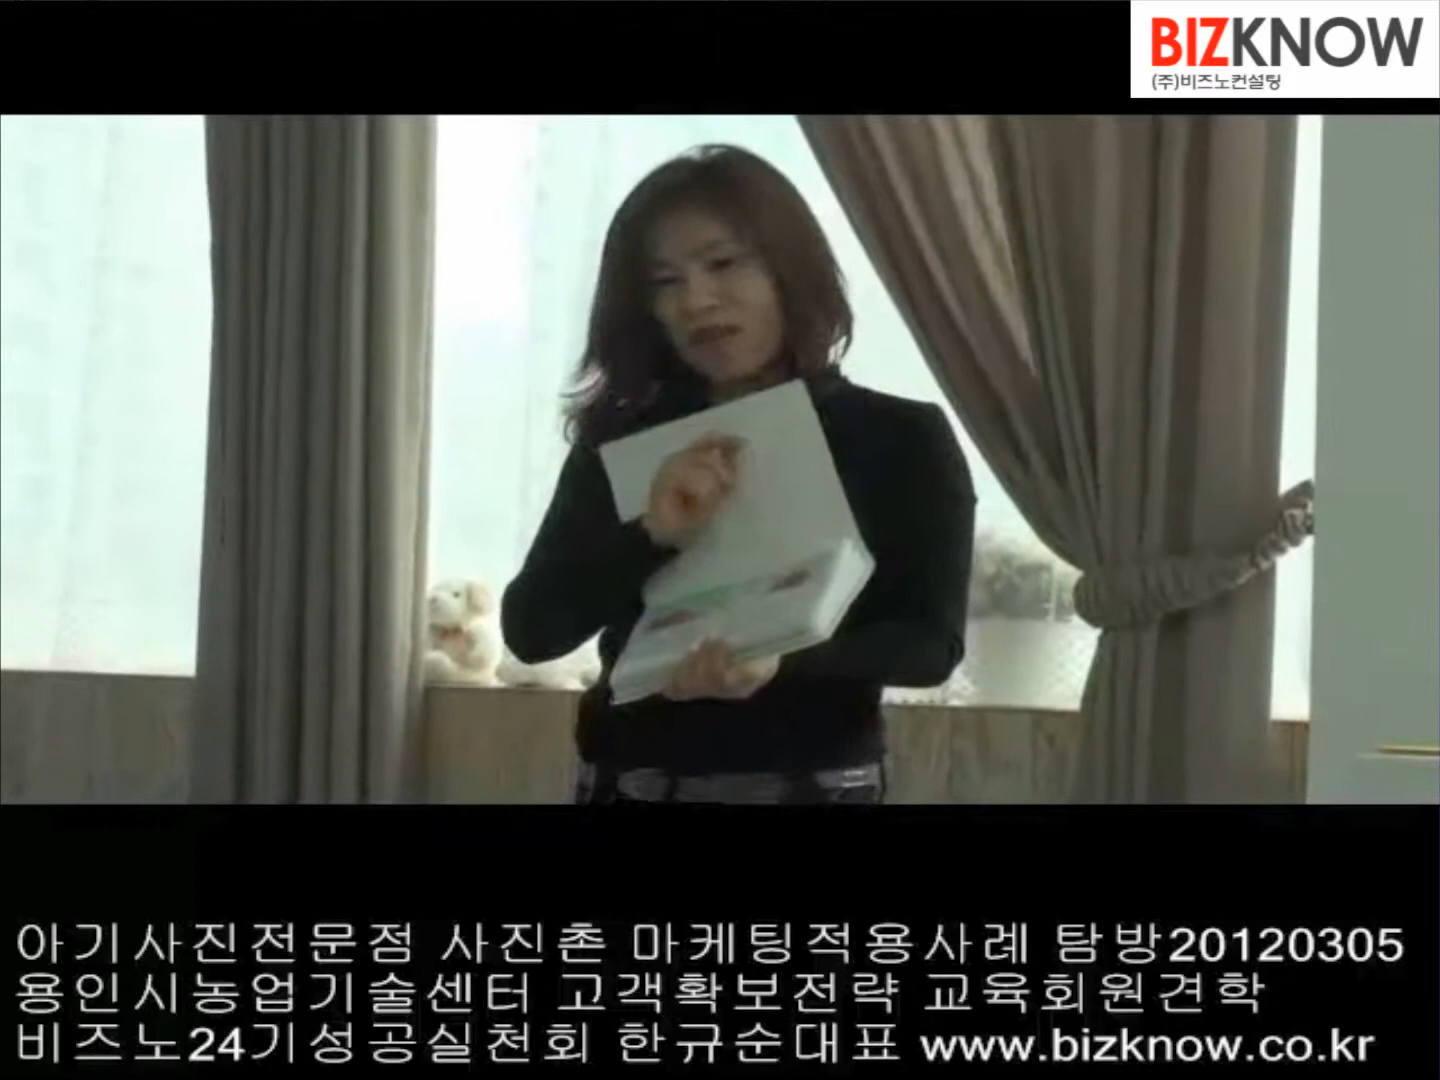 BIZKNOW
(주)비즈노컨설팅
아기사진전문점 사진촌 마케팅적용사례 탐방20120305
용인시농업기술센터 고객확보전략 교육회원견학
비즈노24기성공실천회 한규순대표 www.bizknow.co.kr